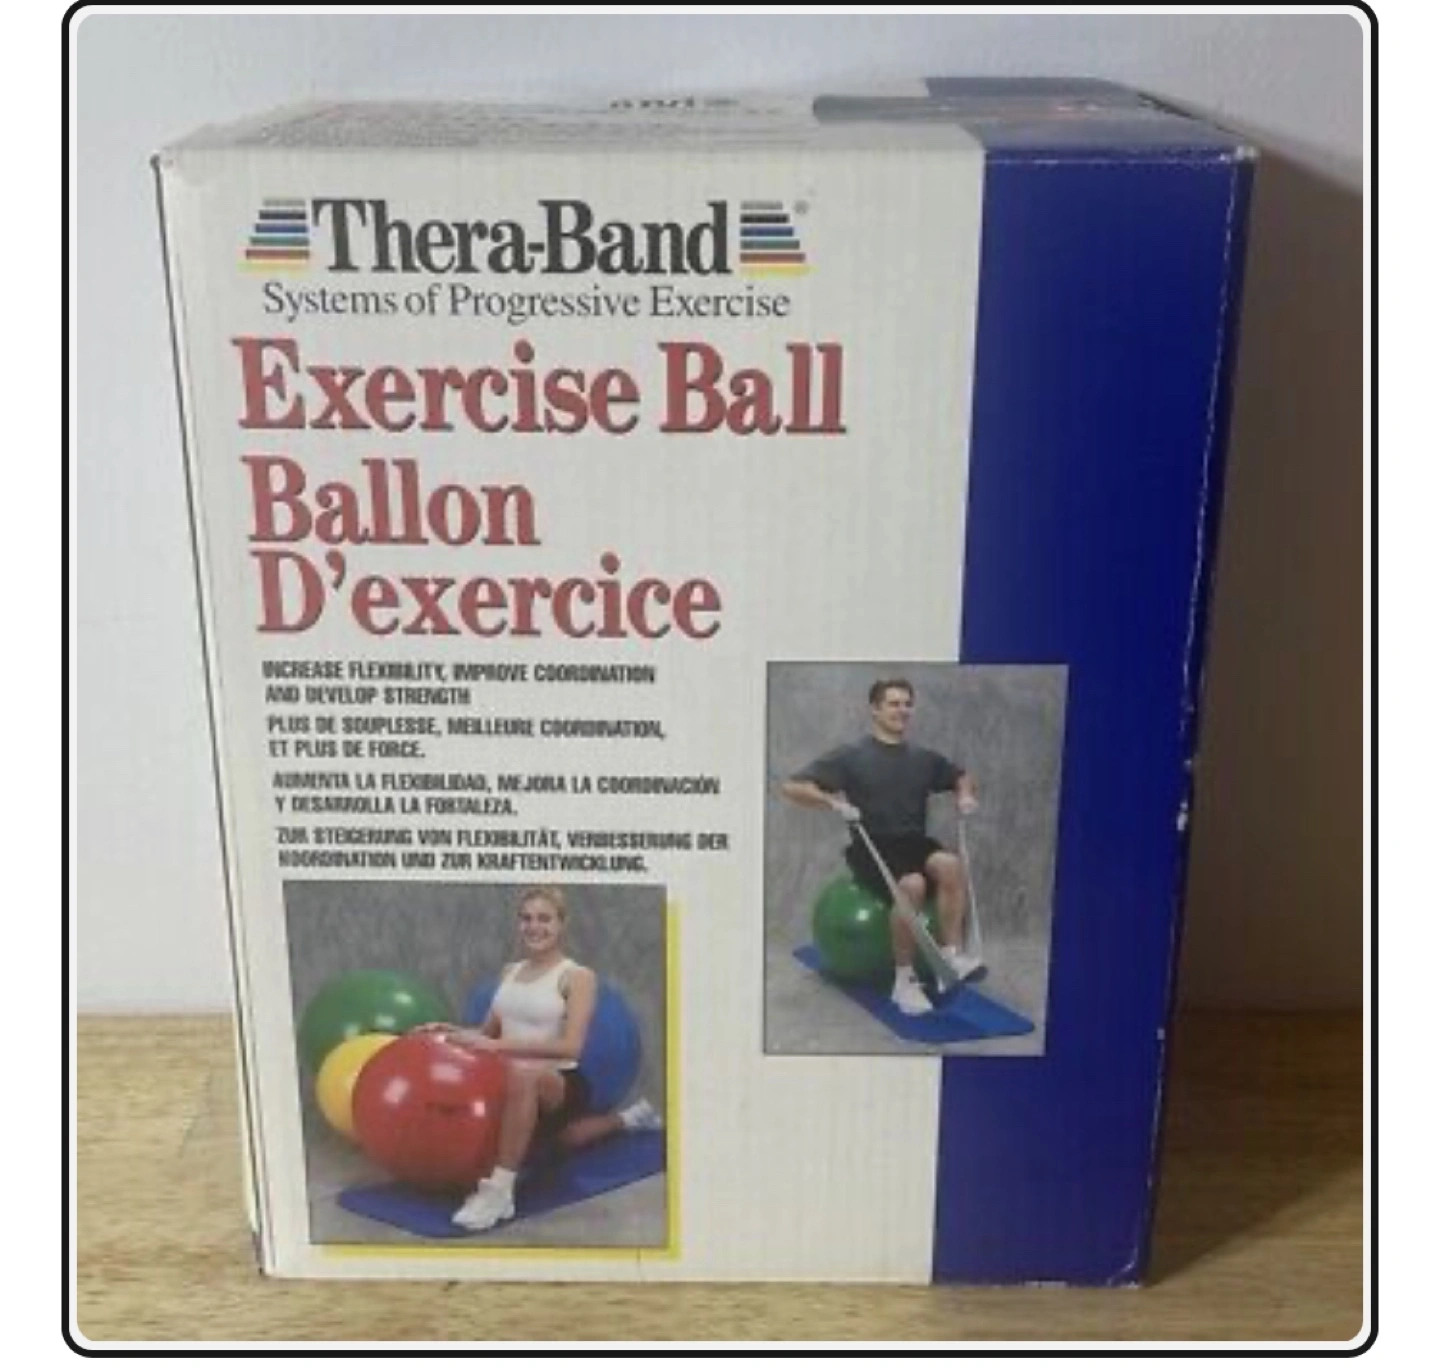 Thera-Band®
Systems of Progressive Exercise
Exercise Ball
Ballon
D'exercice
INCREASE FLEXIBILITY, IMPROVE COORDINATION
AND DEVELOP STRENGTH
PLUS DE SOUPLESSE, MEILLEURE COORDINATION,
ET PLUS DE FORCE.
AUMENTA LA FLEXIBILIDAD, MEJORA LA COORDINACIÓN
Y DESARROLLA LA FORTALEZA.
ZUR STEIGERUNG VON FLEXIBILITÄT, VERBESSERUNG DER
KOORDINATION UND ZUR KRAFTENTWICKLUNG.